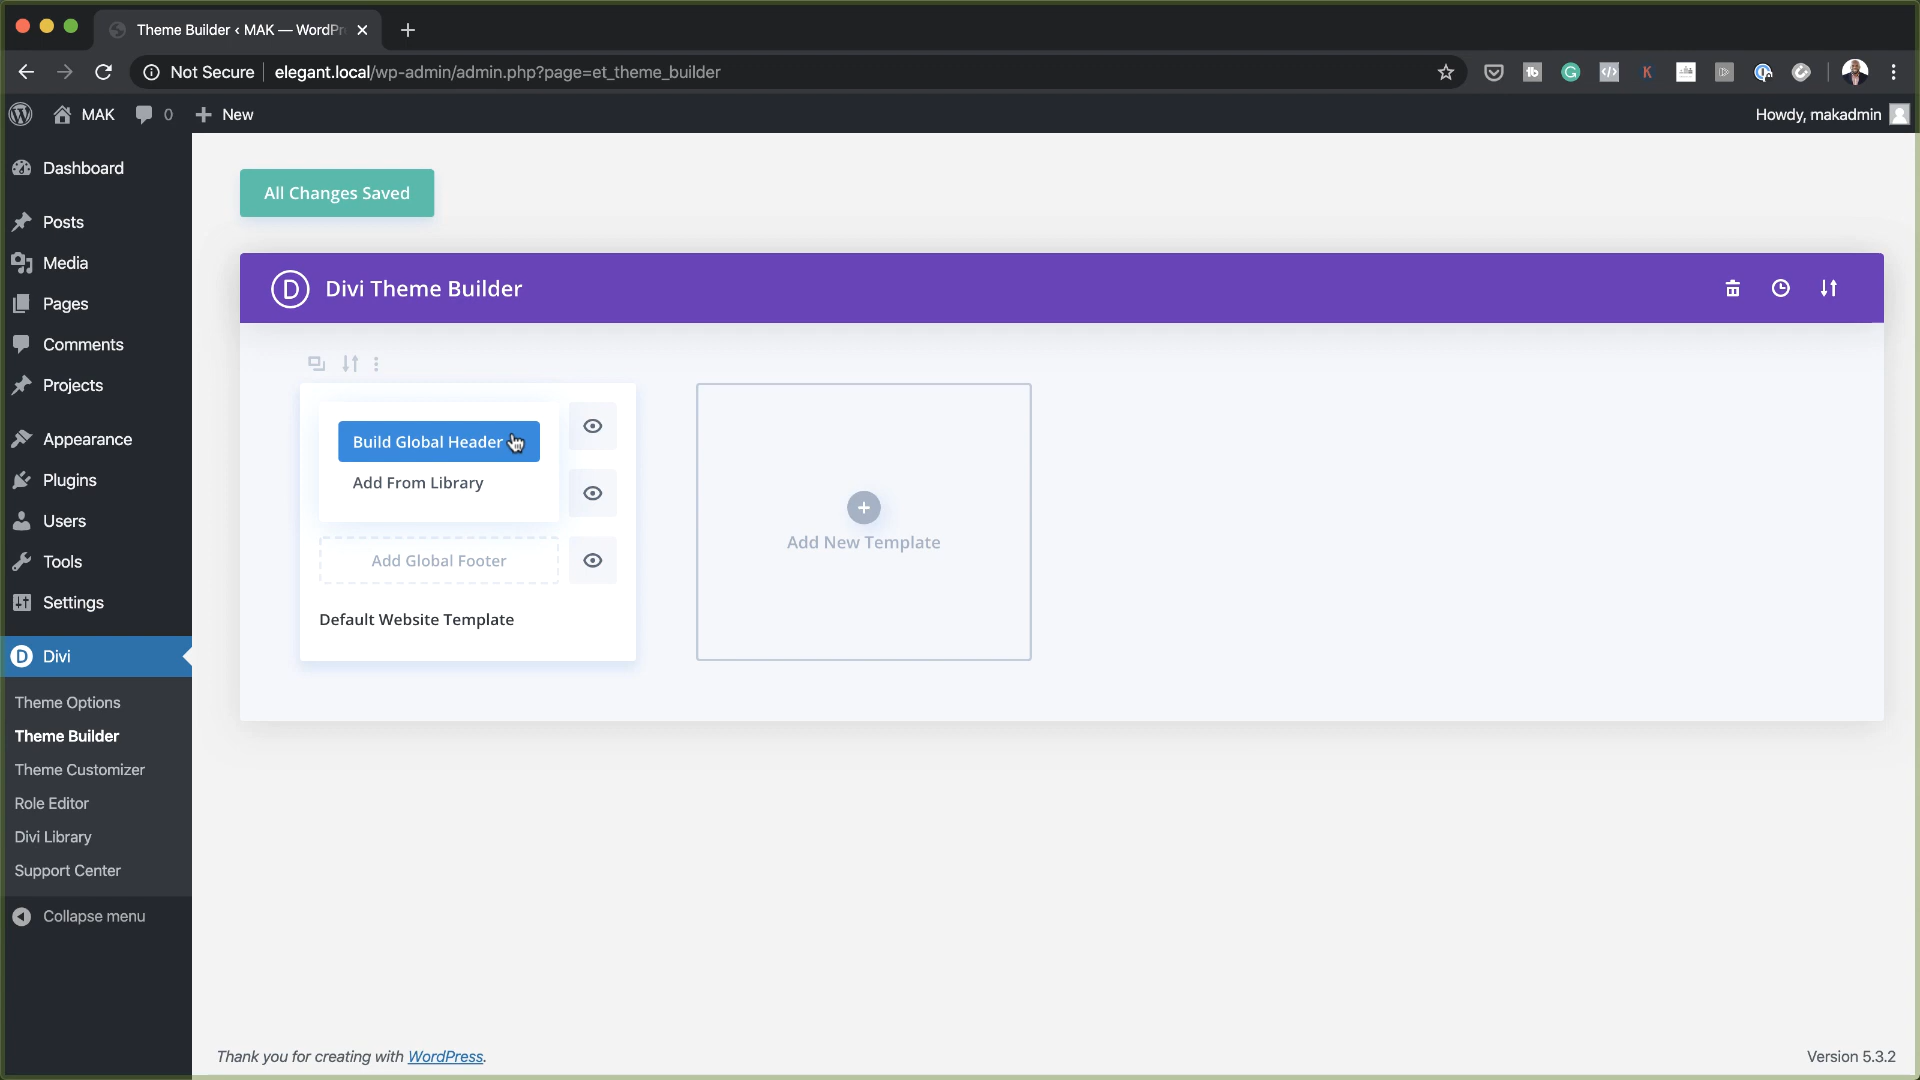 Theme Builder ‹ MAK — WordPr
Not Secure
elegant.local/wp-admin/admin.php?page=et_theme_builder
MAK
0
New
Howdy, makadmin
Dashboard
Posts
Media
Pages
Comments
Projects
Appearance
Plugins
Users
Tools
Settings
Divi
Theme Options
Theme Builder
Theme Customizer
Role Editor
Divi Library
Support Center
Collapse menu
All Changes Saved
D Divi Theme Builder
Build Global Header
Add From Library
Add Global Footer
Default Website Template
Add New Template
Thank you for creating with WordPress.
Version 5.3.2